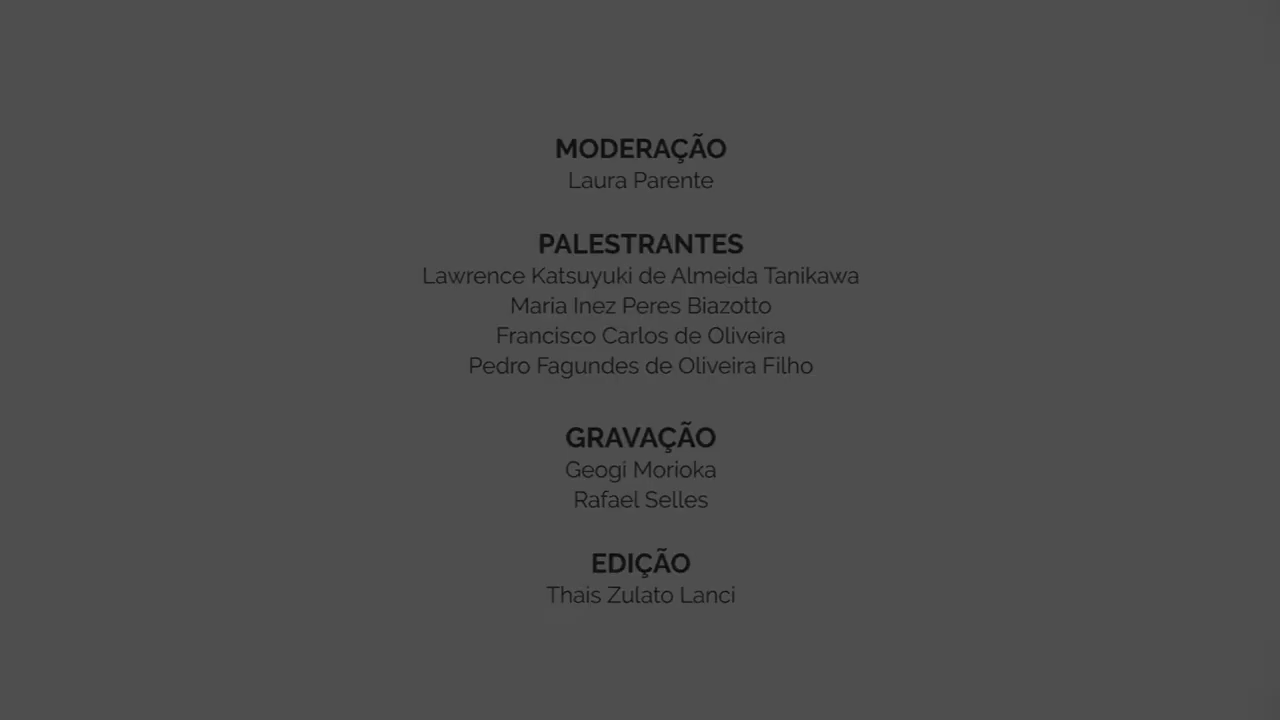 MODERAÇÃO
Laura Parente
PALESTRANTES
Lawrence Katsuyuki de Almeida Tanikawa
Maria Inez Peres Biazotto
Francisco Carlos de Oliveira
Pedro Fagundes de Oliveira Filho
GRAVAÇÃO
Geogi Morioka
Rafael Selles
EDIÇÃO
Thais Zulato Lanci